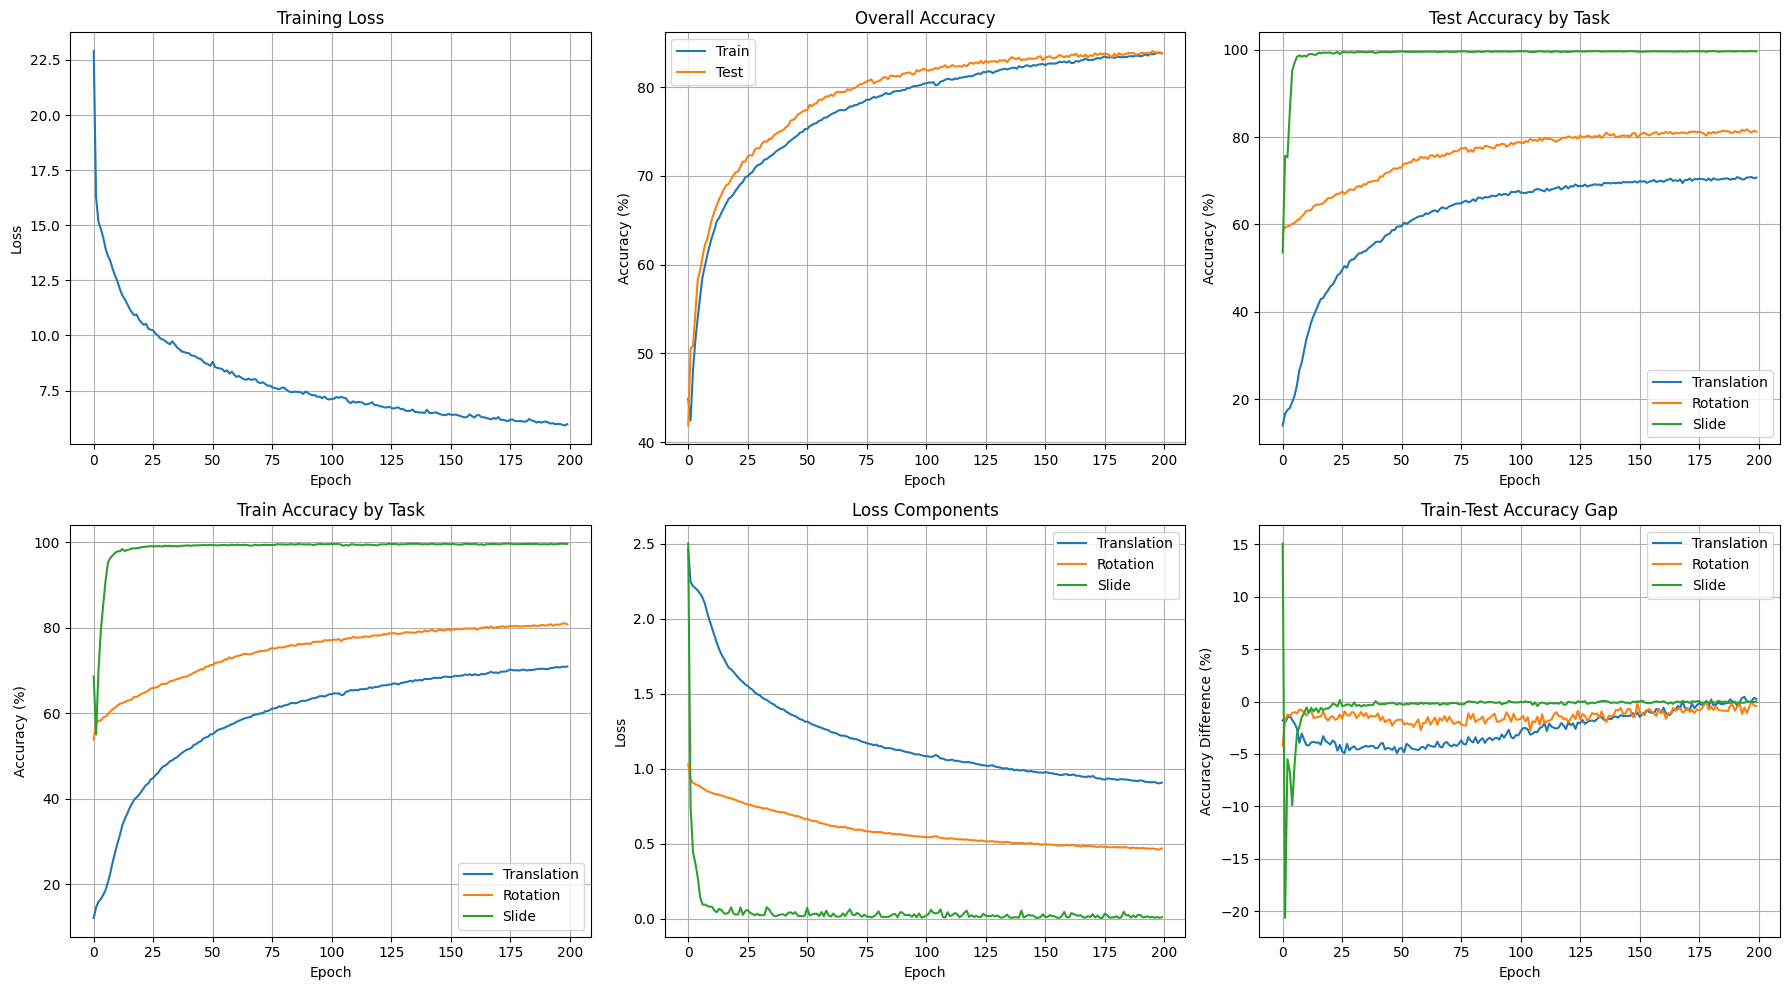 Training Loss
Loss
22.5
20.0
17.5
15.0
12.5
10.0
7.5
0 25 50 75 100 125 150 175 200
Epoch
Overall Accuracy
Accuracy (%)
Train
Test
80
70
60
50
40
0 25 50 75 100 125 150 175 200
Epoch
Test Accuracy by Task
Accuracy (%)
100
80
60
40
20
Translation
Rotation
Slide
0 25 50 75 100 125 150 175 200
Epoch
Train Accuracy by Task
Accuracy (%)
100
80
60
40
20
Translation
Rotation
Slide
0 25 50 75 100 125 150 175 200
Epoch
Loss Components
Loss
Translation
Rotation
Slide
2.5
2.0
1.5
1.0
0.5
0.0
0 25 50 75 100 125 150 175 200
Epoch
Train-Test Accuracy Gap
Accuracy Difference (%)
Translation
Rotation
Slide
15
10
5
0
−5
−10
−15
−20
0 25 50 75 100 125 150 175 200
Epoch